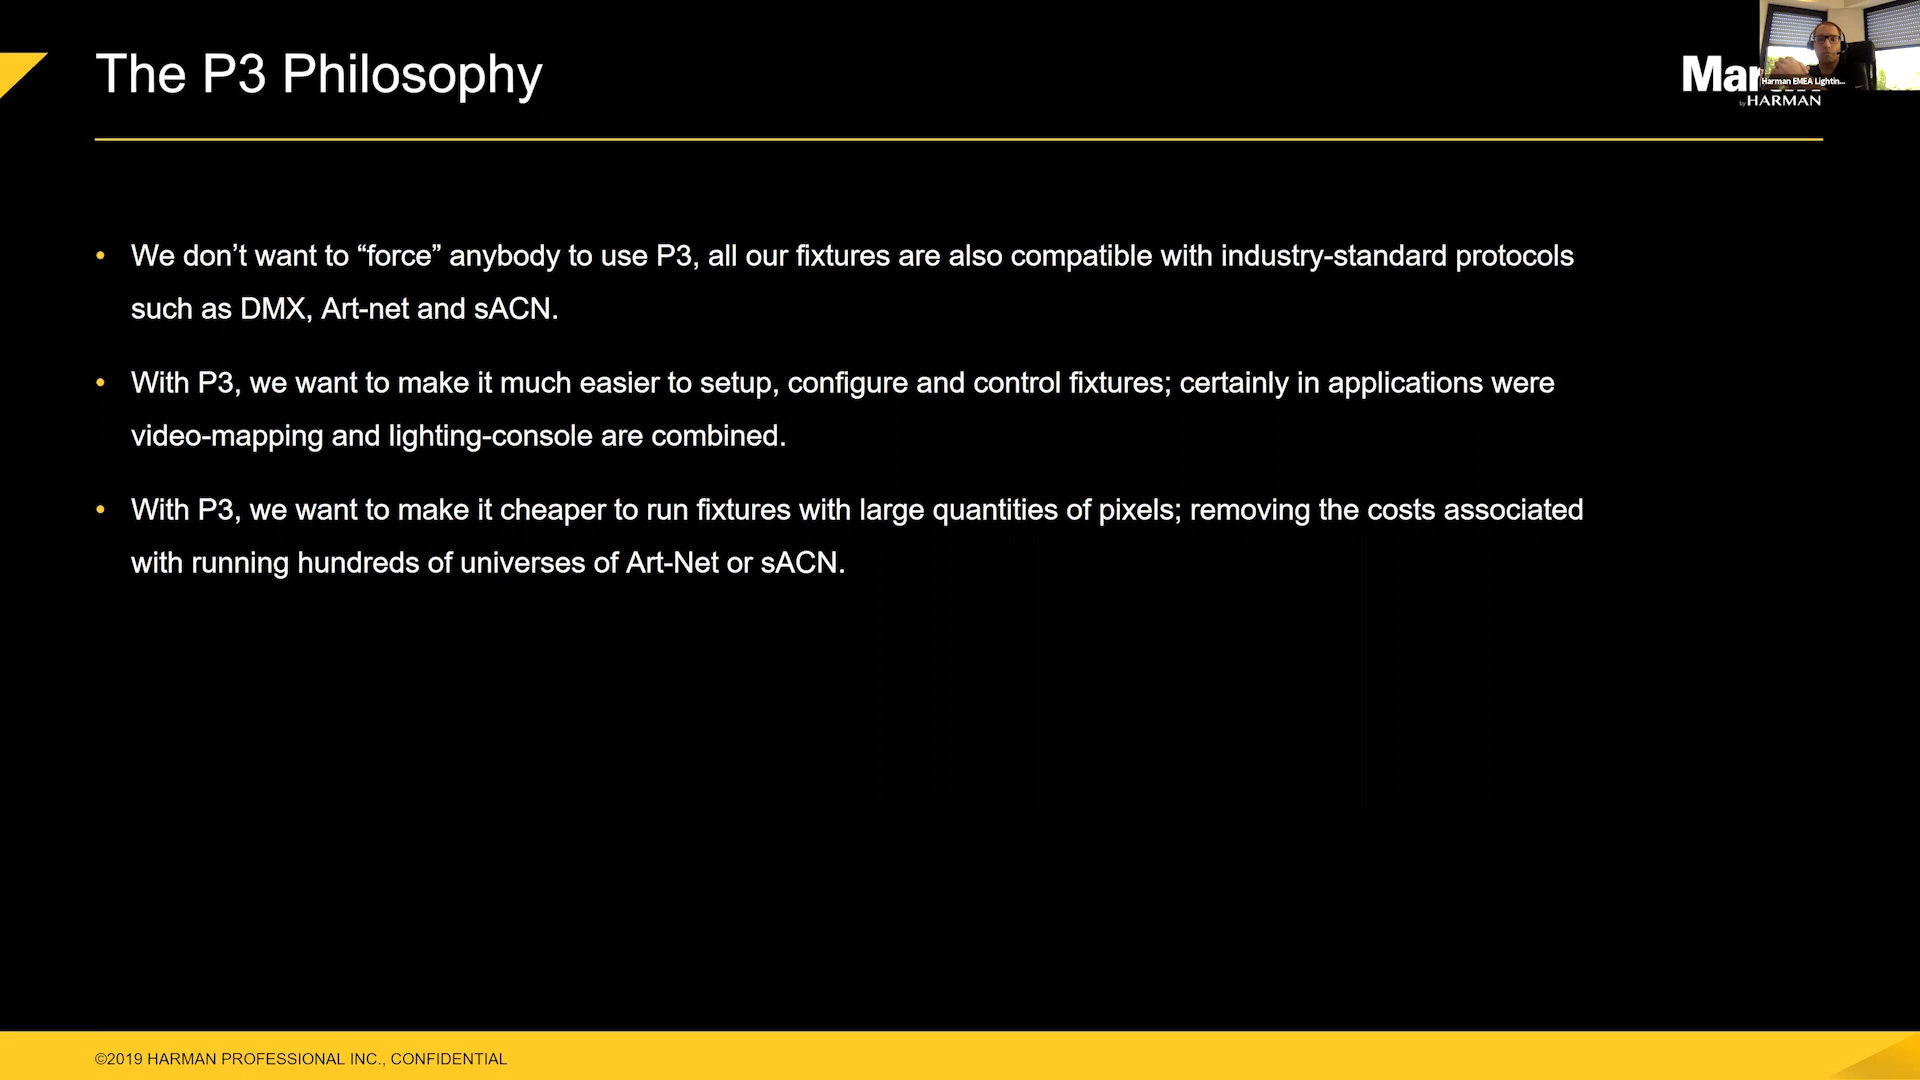 The P3 Philosophy
by HARMAN
Harman EMEA Lightin...
• We don’t want to “force” anybody to use P3, all our fixtures are also compatible with industry-standard protocols
such as DMX, Art-net and sACN.
• With P3, we want to make it much easier to setup, configure and control fixtures; certainly in applications were
video-mapping and lighting-console are combined.
• With P3, we want to make it cheaper to run fixtures with large quantities of pixels; removing the costs associated
with running hundreds of universes of Art-Net or sACN.
©2019 HARMAN PROFESSIONAL INC., CONFIDENTIAL